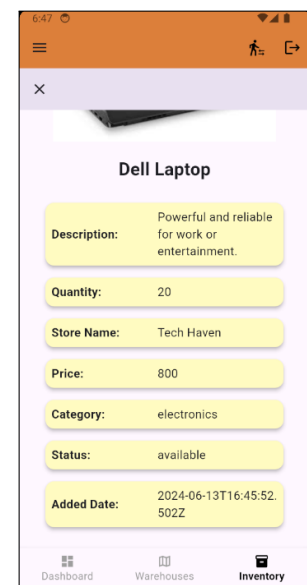 6:47
Dell Laptop
Description: Powerful and reliable
for work or
entertainment.
Quantity: 20
Store Name: Tech Haven
Price: 800
Category: electronics
Status: available
Added Date: 2024-06-13T16:45:52.
502Z
Dashboard Warehouses Inventory